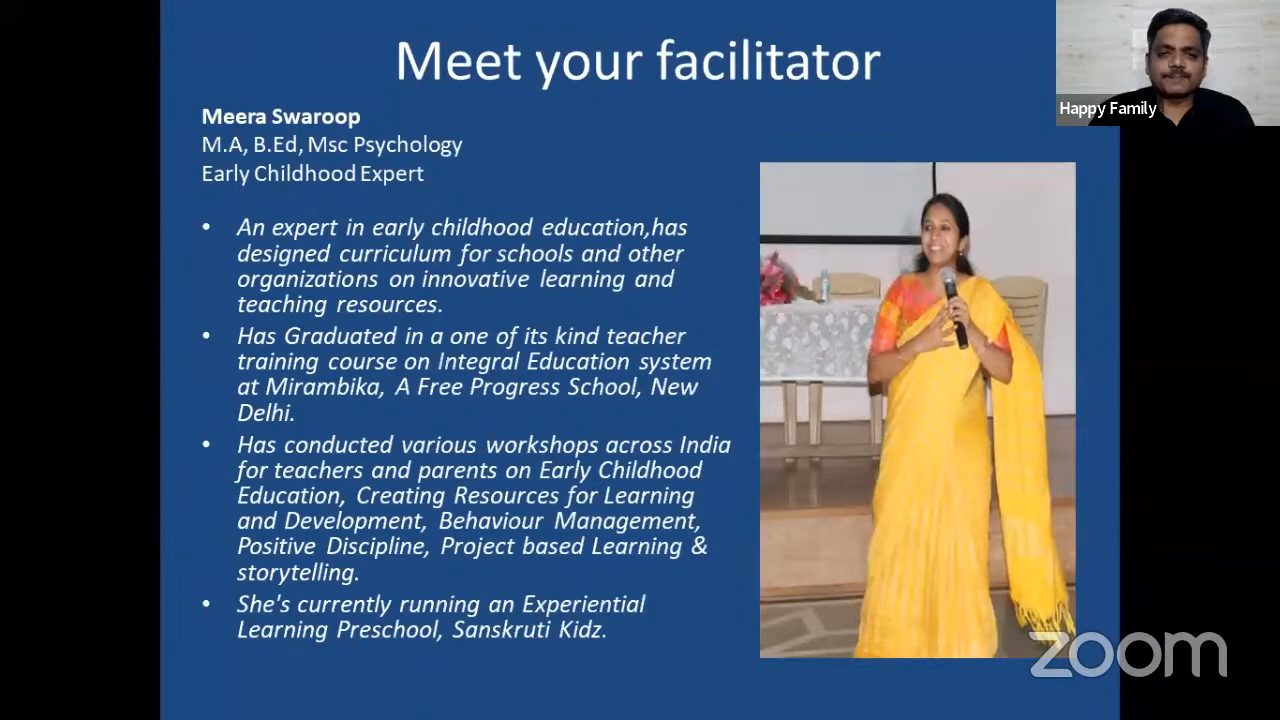 Meet your facilitator
Happy Family
Meera Swaroop
M.A, B.Ed, Msc Psychology
Early Childhood Expert
• An expert in early childhood education,has
designed curriculum for schools and other
organizations on innovative learning and
teaching resources.
• Has Graduated in a one of its kind teacher
training course on Integral Education system
at Mirambika, A Free Progress School, New
Delhi.
• Has conducted various workshops across India
for teachers and parents on Early Childhood
Education, Creating Resources for Learning
and Development, Behaviour Management,
Positive Discipline, Project based Learning &
storytelling.
• She's currently running an Experiential
Learning Preschool, Sanskruti Kidz.
zoom